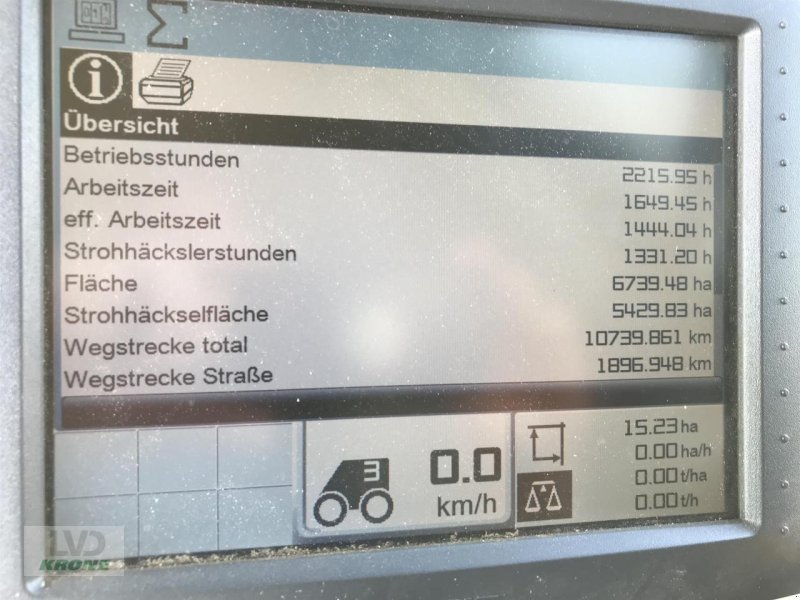 Übersicht
Betriebsstunden 2215.95 h
Arbeitszeit 1649.45 h
eff. Arbeitszeit 1444.04 h
Strohhäckslerstunden 1331.20 h
Fläche 6739.48 ha
Strohhäckselfläche 5429.83 ha
Wegstrecke total 10739.861 km
Wegstrecke Straße 1896.948 km
3 0.0 km/h
15.23 ha
0.00 ha/h
0.00 t/ha
0.00 t/h
LVD
KRONE